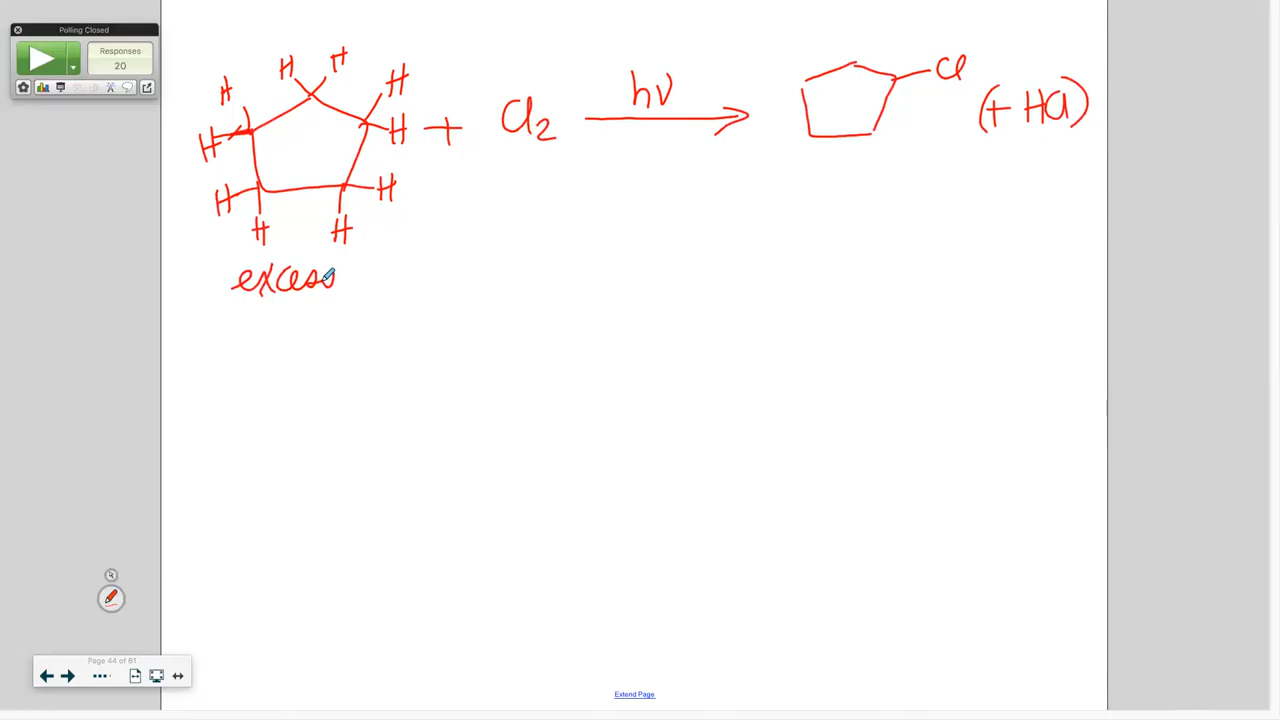 Polling Closed
Responses
20
H H H H
H H + Cl2 hν Cl (+ HCl)
H H
H H
excess
Page 44 of 61
Extend Page